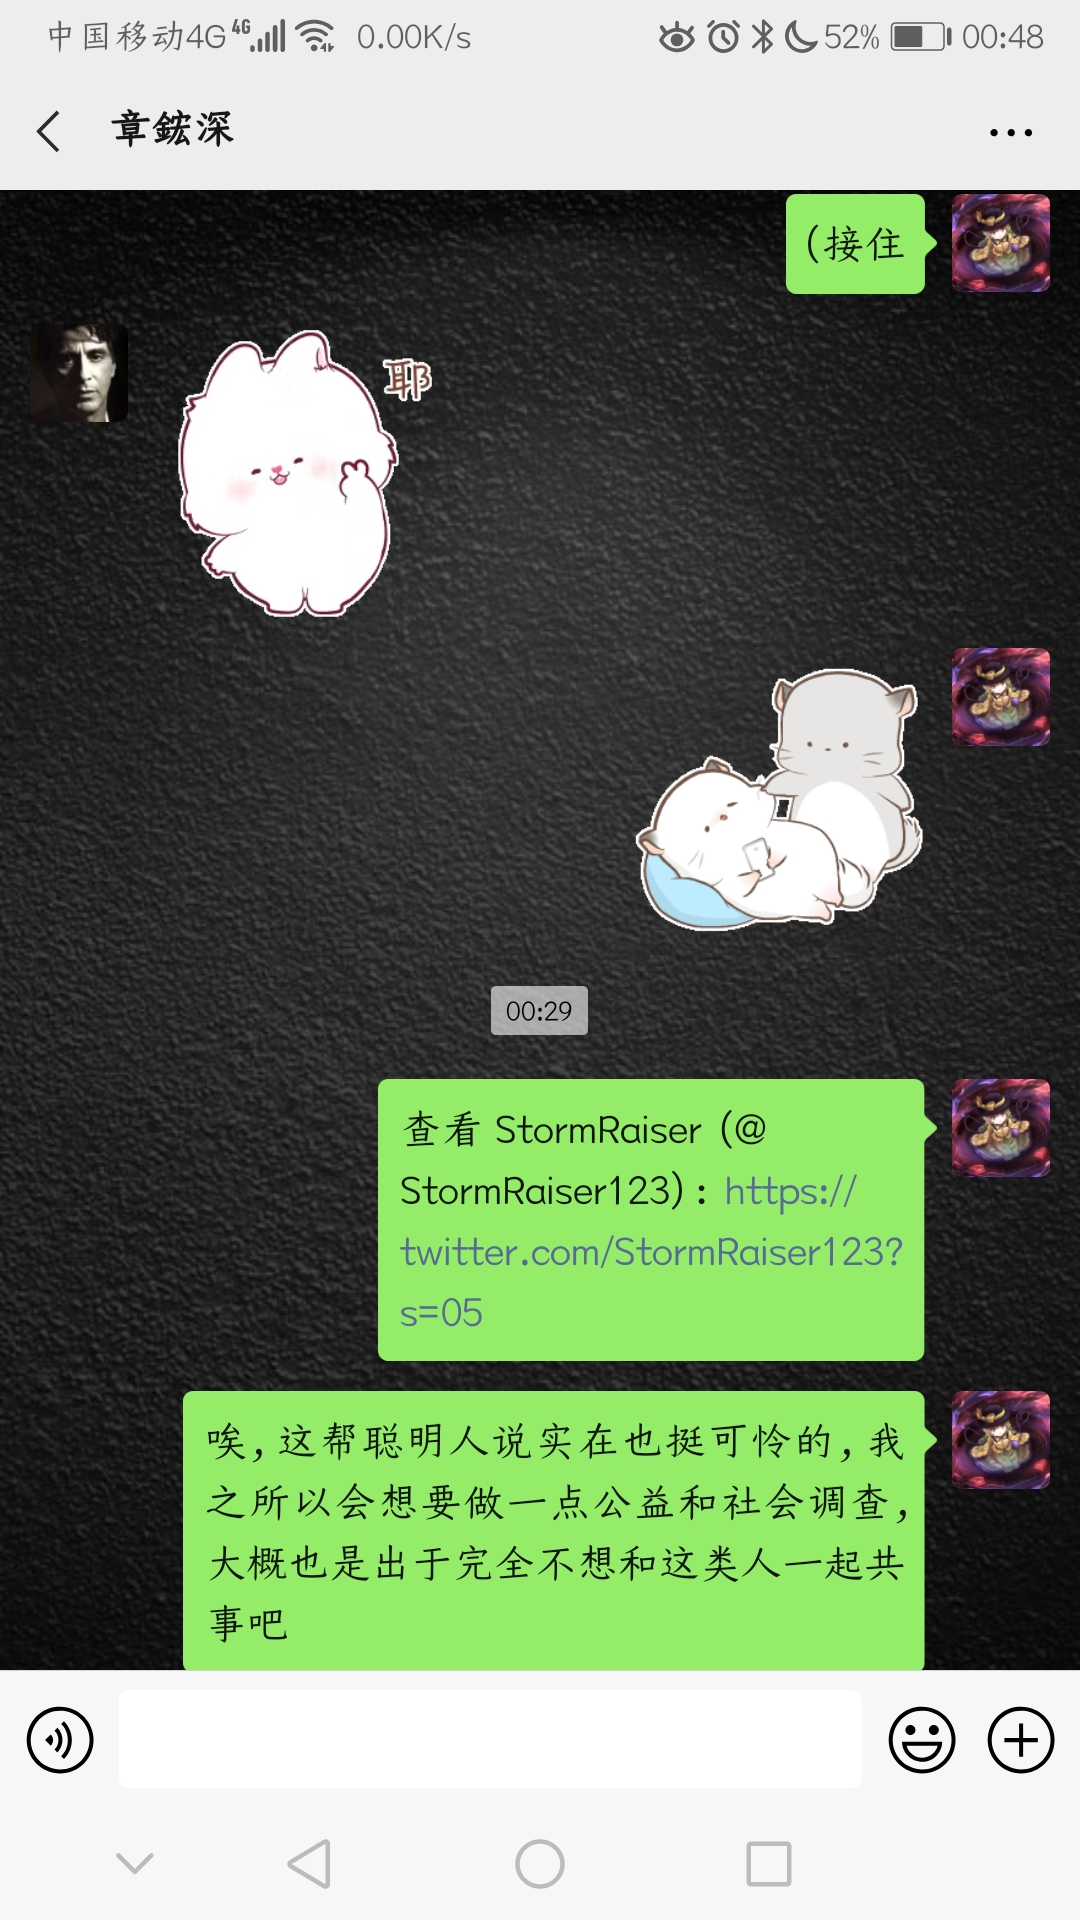 中国移动4G 4G 0.00K/s 52% 00:48
章鋐深
(接住
耶
00:29
查看 StormRaiser (@
StormRaiser123)：https://
twitter.com/StormRaiser123?
s=05
唉,这帮聪明人说实在也挺可怜的,我
之所以会想要做一点公益和社会调查,
大概也是出于完全不想和这类人一起共
事吧